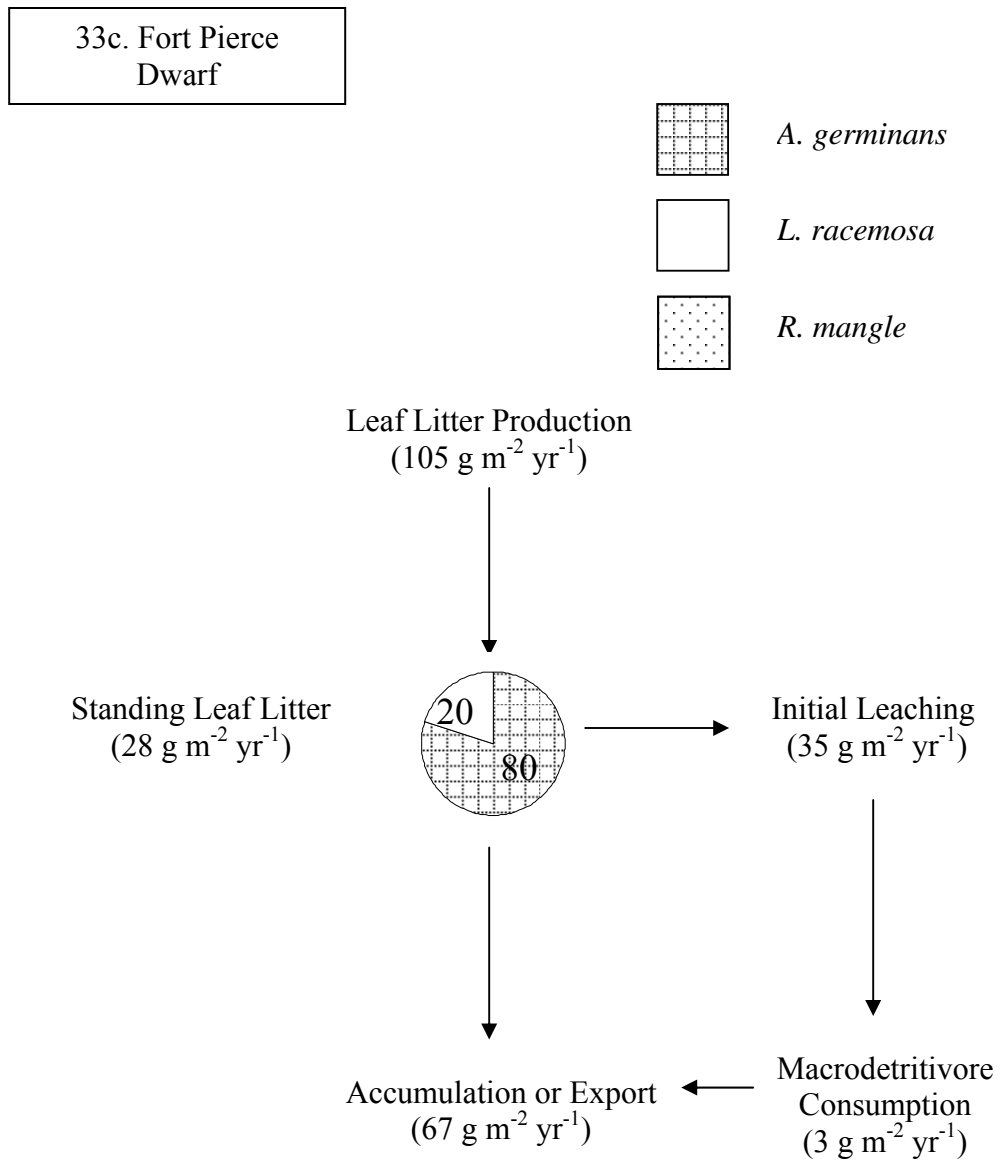 33c. Fort Pierce
Dwarf
A. germinans
L. racemosa
R. mangle
Leaf Litter Production
(105 g m⁻² yr⁻¹)
Standing Leaf Litter
(28 g m⁻² yr⁻¹)
20
80
Initial Leaching
(35 g m⁻² yr⁻¹)
Accumulation or Export
(67 g m⁻² yr⁻¹)
Macrodetritivore
Consumption
(3 g m⁻² yr⁻¹)